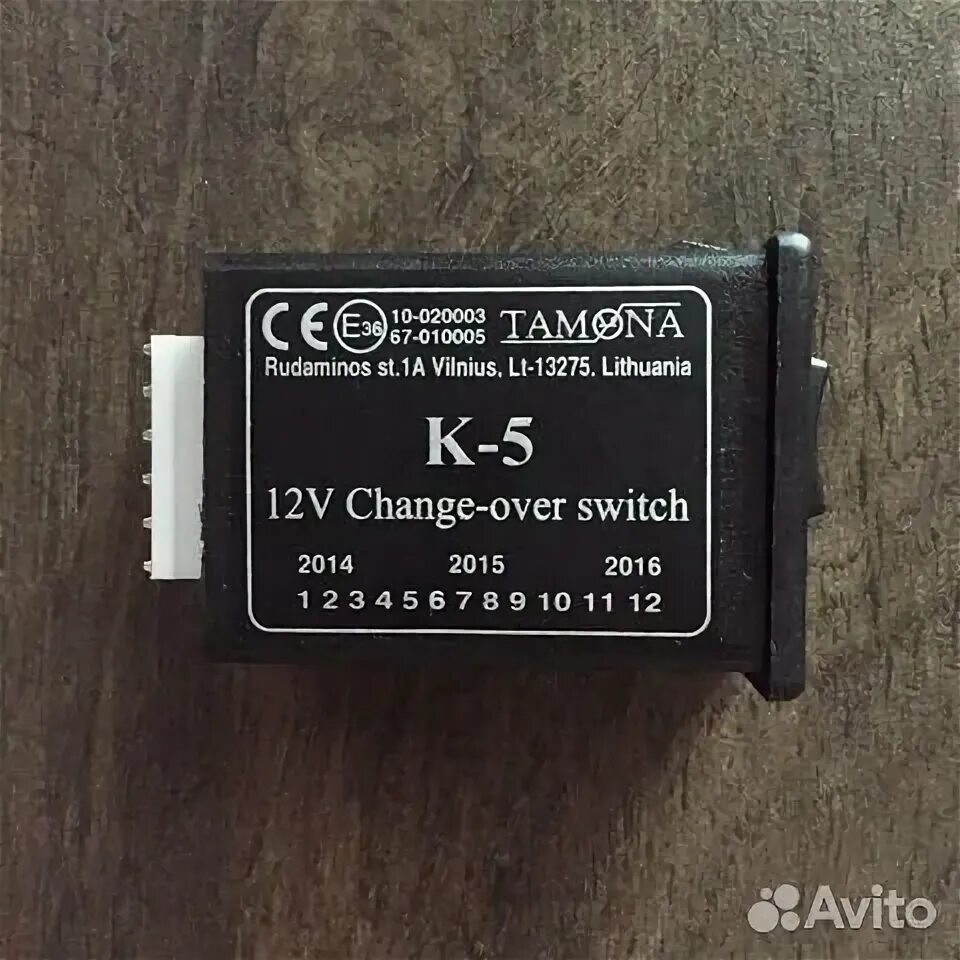 CE E36 10-020003 TAMONA
67-010005
Rudaminos st.1A Vilnius, Lt-13275, Lithuania
K-5
12V Change-over switch
2014 2015 2016
1 2 3 4 5 6 7 8 9 10 11 12
Avito